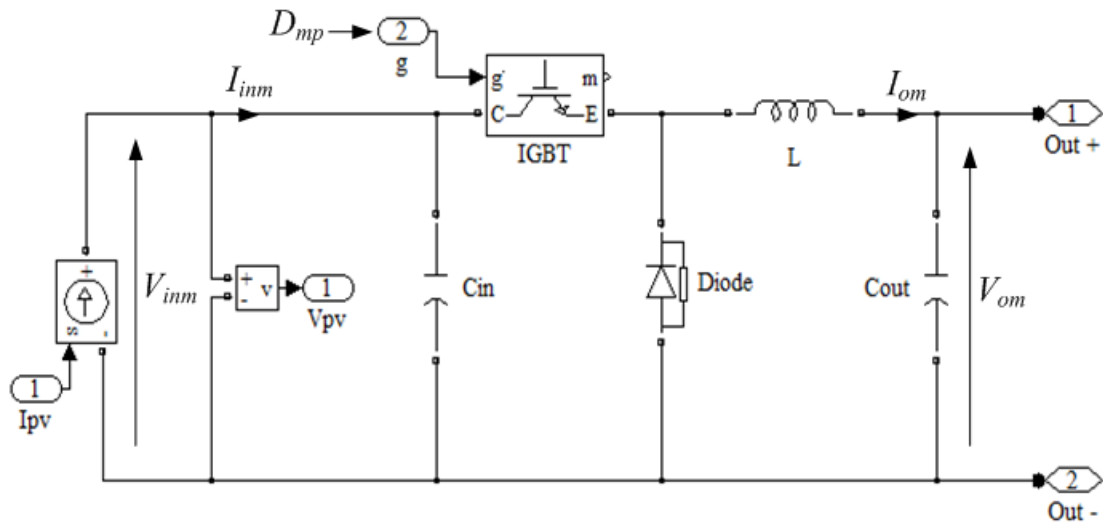 D_mp
2
g
I_inm
g
m
C
E
IGBT
I_om
1
Out +
L
+
s
-
V_inm
+
-
v
1
Vpv
Cin
Diode
Cout
V_om
1
Ipv
2
Out -